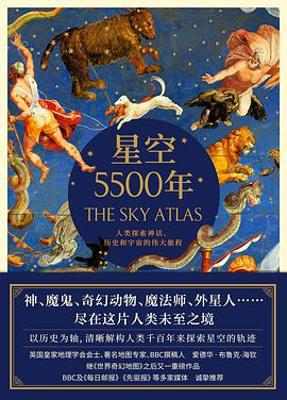 星空
5500年
THE SKY ATLAS
人类探索神话、
历史和宇宙的伟大旅程
神、魔鬼、奇幻动物、魔法师、外星人……
尽在这片人类未至之境
以历史为轴,清晰解构人类千百年来探索星空的轨迹
英国皇家地理学会会士、著名地图专家、BBC撰稿人 爱德华·布鲁克-海钦
继《世界奇幻地图》之后又一重磅作品
BBC及《每日邮报》《先驱报》等多家媒体 诚挚推荐